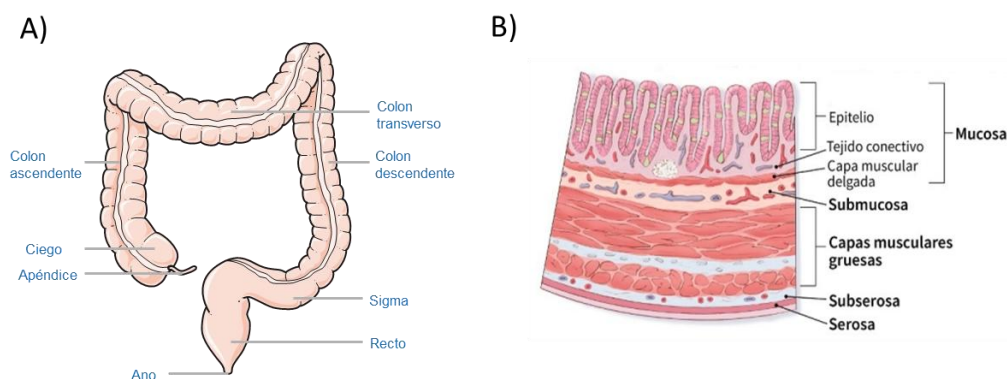 A)
Colon
transverso
Colon
ascendente
Colon
descendente
Ciego
Apéndice
Sigma
Recto
Ano
B)
Epitelio
Mucosa
Tejido conectivo
Capa muscular
delgada
Submucosa
Capas musculares
gruesas
Subserosa
Serosa